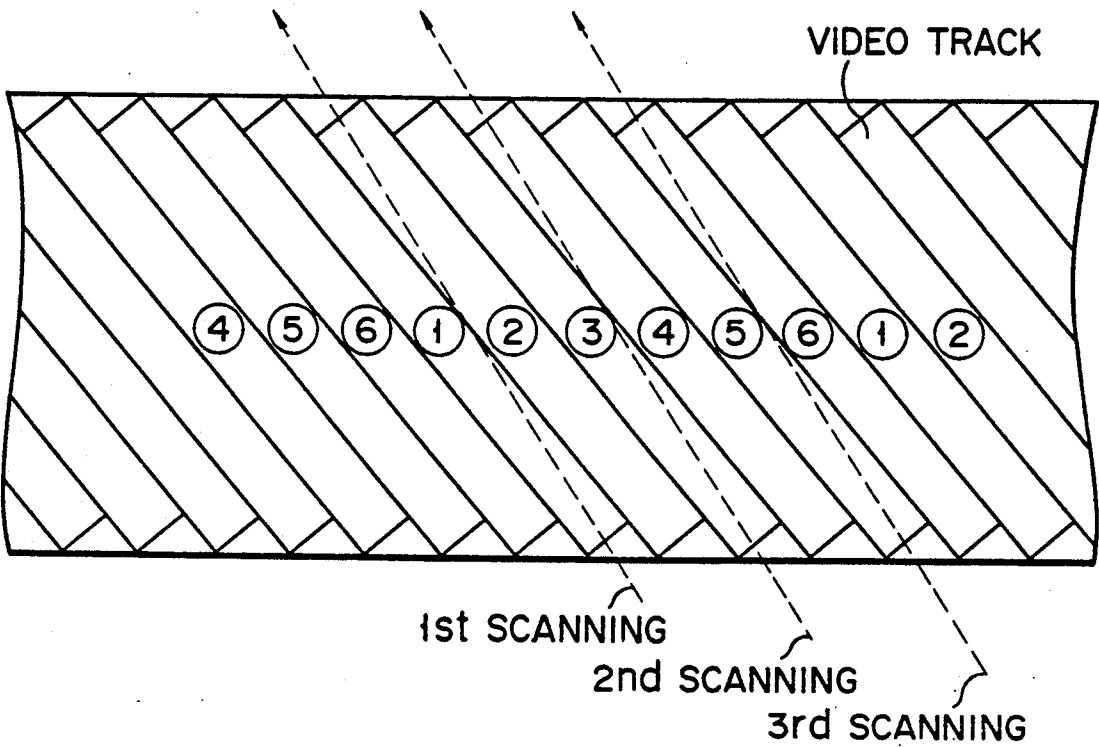 VIDEO TRACK
④ ⑤ ⑥ ① ② ③ ④ ⑤ ⑥ ① ②
1st SCANNING
2nd SCANNING
3rd SCANNING